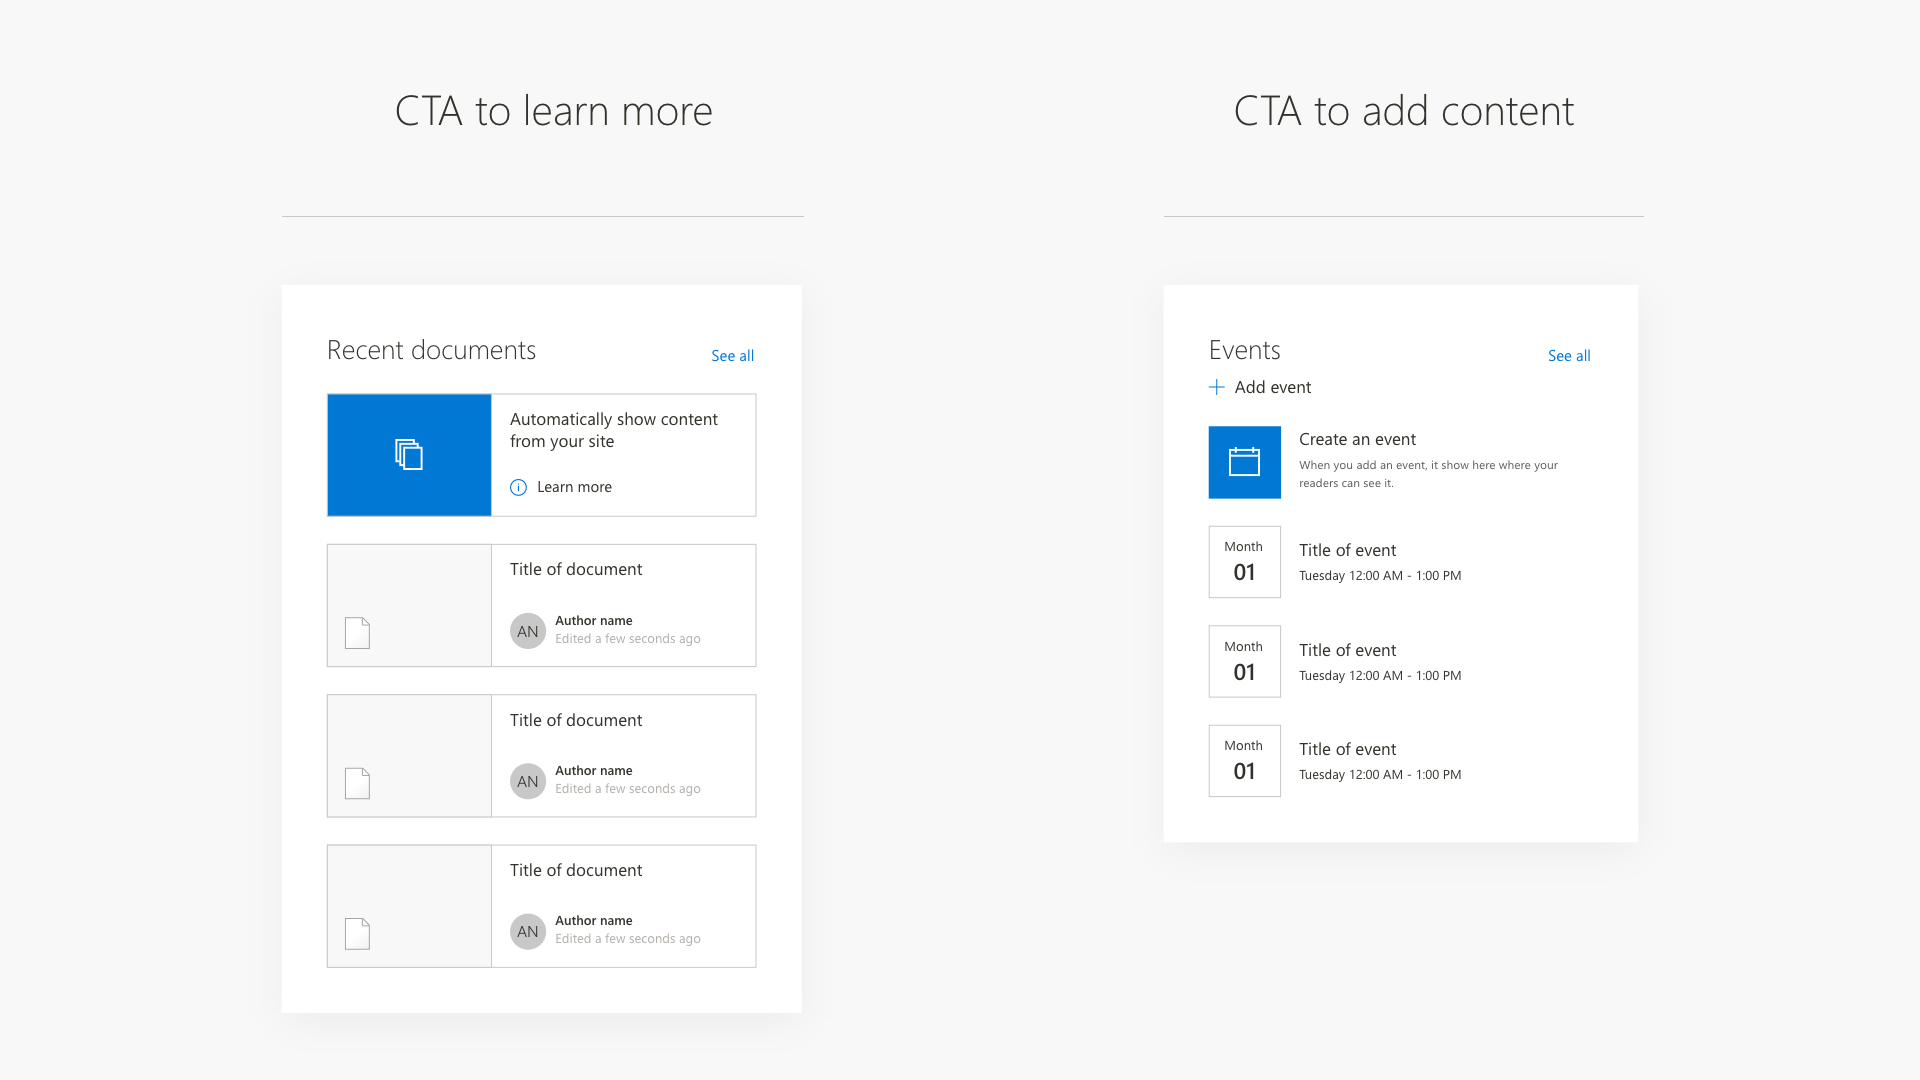 CTA to learn more
Recent documents
See all
Automatically show content
from your site
Learn more
Title of document
AN
Author name
Edited a few seconds ago
Title of document
AN
Author name
Edited a few seconds ago
Title of document
AN
Author name
Edited a few seconds ago
CTA to add content
Events
See all
Add event
Create an event
When you add an event, it show here where your
readers can see it.
Month
01
Title of event
Tuesday 12:00 AM - 1:00 PM
Month
01
Title of event
Tuesday 12:00 AM - 1:00 PM
Month
01
Title of event
Tuesday 12:00 AM - 1:00 PM